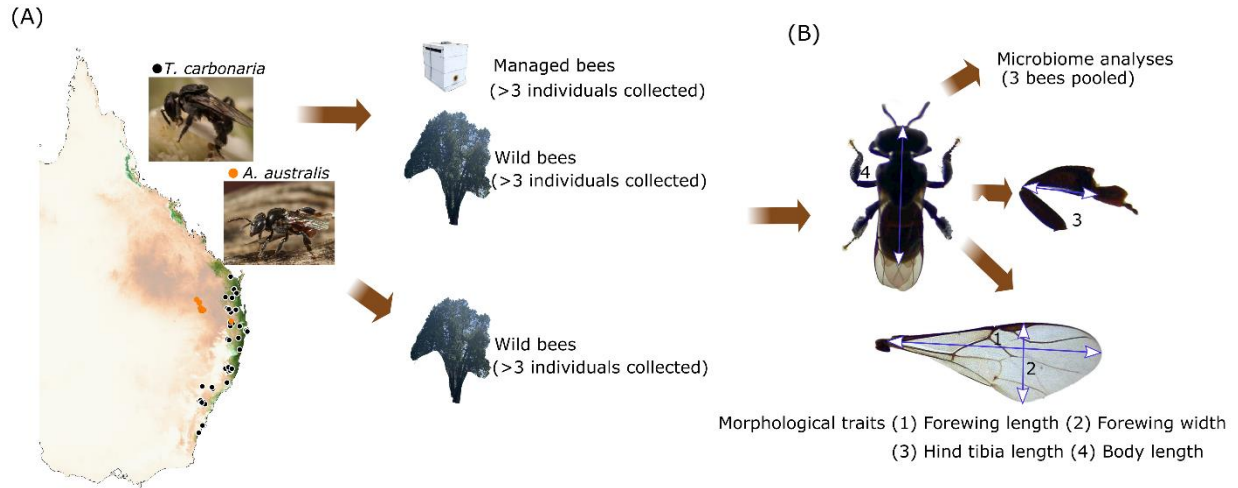 (A)
T. carbonaria
A. australis
Managed bees
(>3 individuals collected)
Wild bees
(>3 individuals collected)
Wild bees
(>3 individuals collected)
(B)
Microbiome analyses
(3 bees pooled)
4
3
1
2
Morphological traits (1) Forewing length (2) Forewing width
(3) Hind tibia length (4) Body length